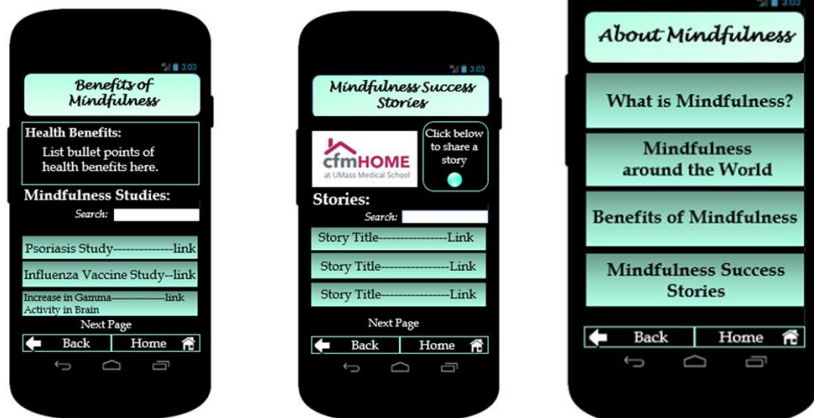 3:03
Benefits of
Mindfulness
Health Benefits:
List bullet points of
health benefits here.
Mindfulness Studies:
Search:
Psoriasis Study--------------link
Influenza Vaccine Study--link
Increase in Gamma----------------link
Activity in Brain
Next Page
Back Home
3:03
Mindfulness Success
Stories
cfmHOME
at UMass Medical School
Click below
to share a
story
Stories:
Search:
Story Title----------------Link
Story Title----------------Link
Story Title----------------Link
Next Page
Back Home
3:03
About Mindfulness
What is Mindfulness?
Mindfulness
around the World
Benefits of Mindfulness
Mindfulness Success
Stories
Back Home